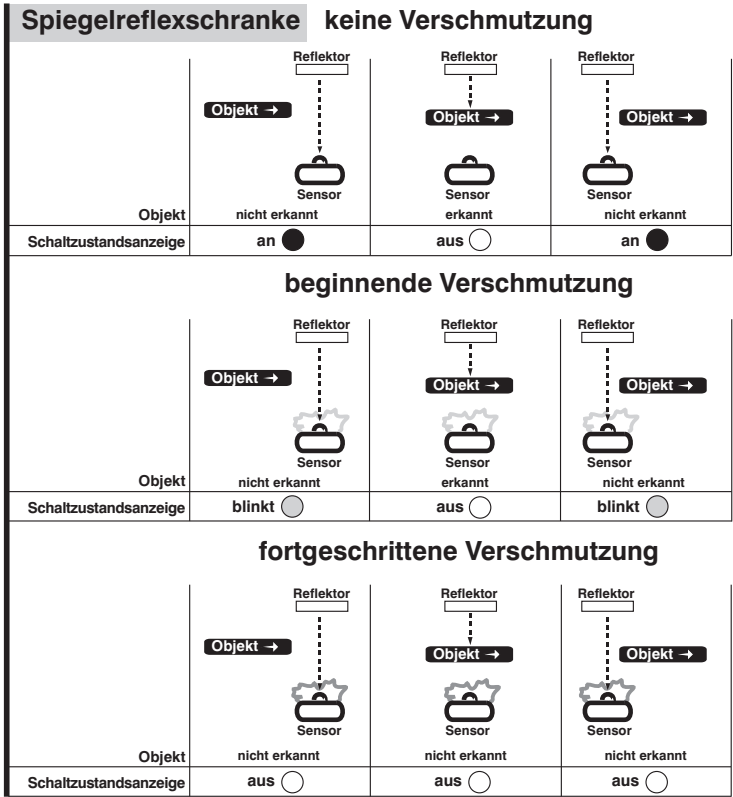 Spiegelreflexschranke keine Verschmutzung
Reflektor Reflektor Reflektor
Objekt → Objekt → Objekt →
Sensor Sensor Sensor
Objekt nicht erkannt erkannt nicht erkannt
Schaltzustandsanzeige an aus an
beginnende Verschmutzung
Reflektor Reflektor Reflektor
Objekt → Objekt → Objekt →
Sensor Sensor Sensor
Objekt nicht erkannt erkannt nicht erkannt
Schaltzustandsanzeige blinkt aus blinkt
fortgeschrittene Verschmutzung
Reflektor Reflektor Reflektor
Objekt → Objekt → Objekt →
Sensor Sensor Sensor
Objekt nicht erkannt nicht erkannt nicht erkannt
Schaltzustandsanzeige aus aus aus